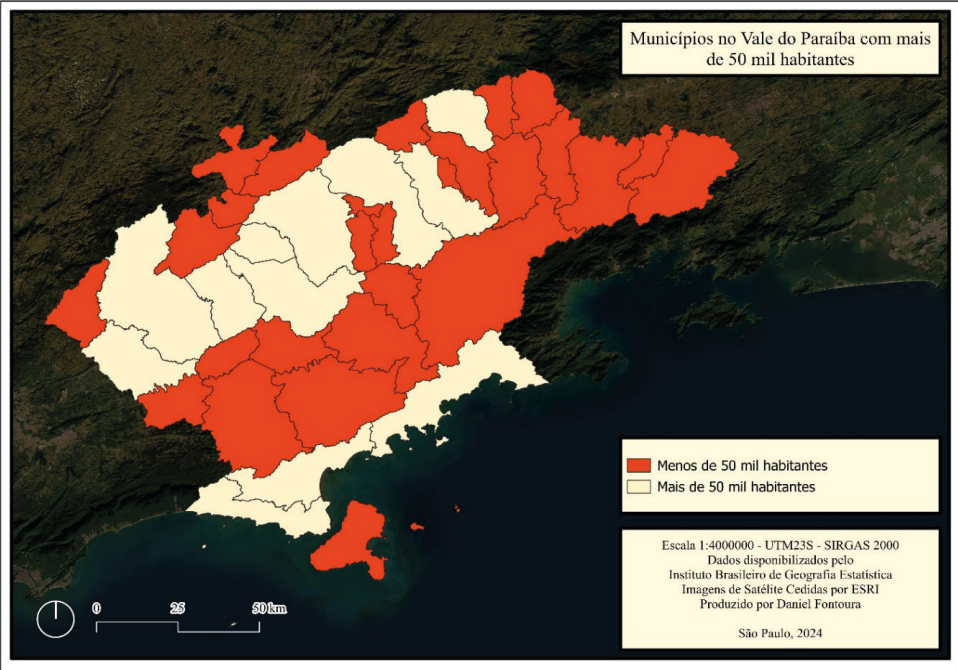 Municípios no Vale do Paraíba com mais
de 50 mil habitantes
Menos de 50 mil habitantes
Mais de 50 mil habitantes
Escala 1:4000000 - UTM23S - SIRGAS 2000
Dados disponibilizados pelo
Instituto Brasileiro de Geografia Estatística
Imagens de Satélite Cedidas por ESRI
Produzido por Daniel Fontoura
São Paulo, 2024
0 25 50 km